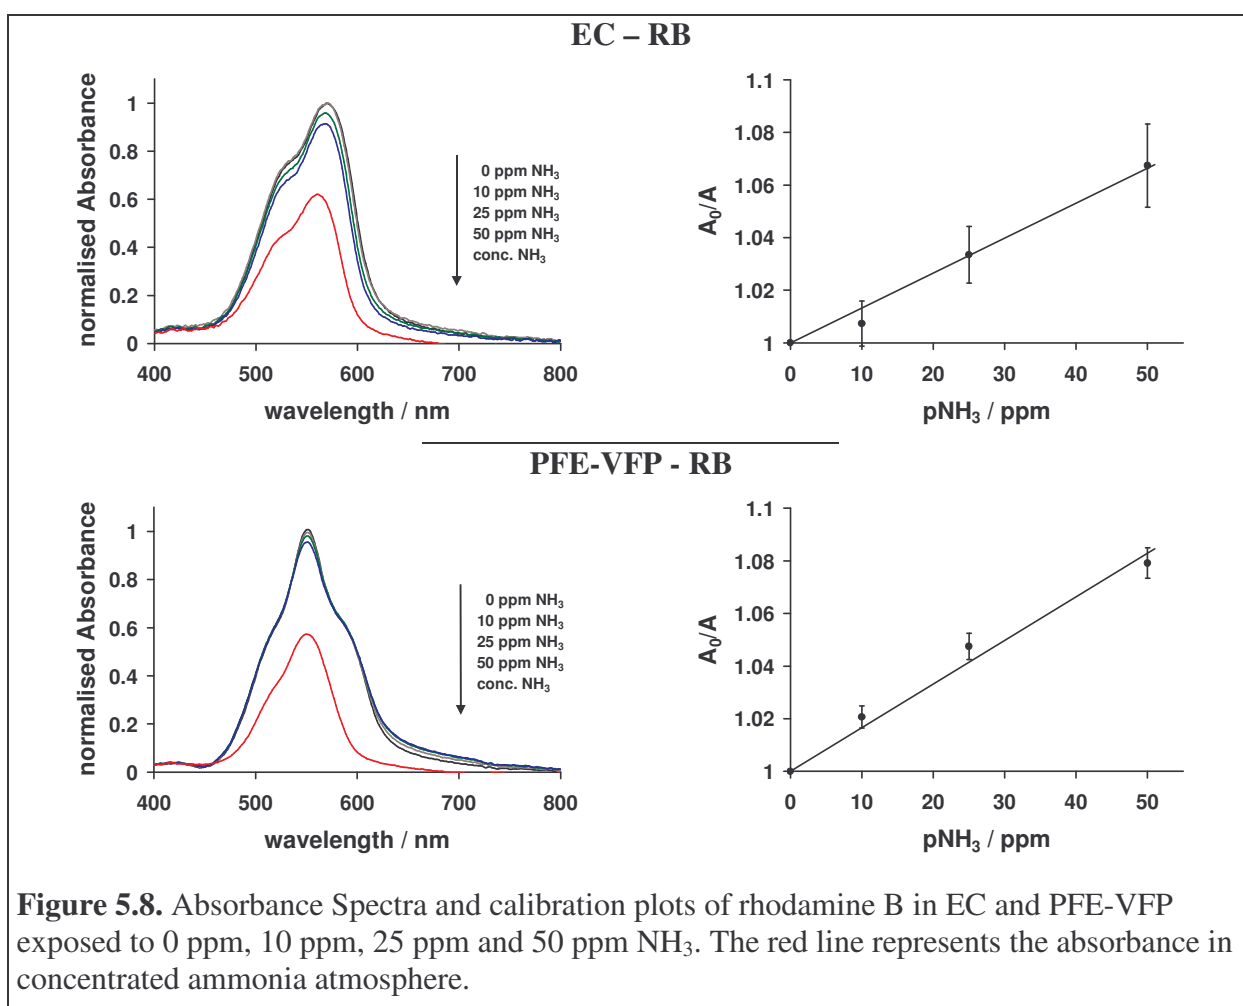 EC – RB
normalised Absorbance
1
0.8
0.6
0.4
0.2
0
400 500 600 700 800
wavelength / nm
0 ppm NH₃
10 ppm NH₃
25 ppm NH₃
50 ppm NH₃
conc. NH₃
A₀/A
1.1
1.08
1.06
1.04
1.02
1
0 10 20 30 40 50
pNH₃ / ppm
PFE-VFP - RB
normalised Absorbance
1
0.8
0.6
0.4
0.2
0
400 500 600 700 800
wavelength / nm
0 ppm NH₃
10 ppm NH₃
25 ppm NH₃
50 ppm NH₃
conc. NH₃
A₀/A
1.1
1.08
1.06
1.04
1.02
1
0 10 20 30 40 50
pNH₃ / ppm
Figure 5.8. Absorbance Spectra and calibration plots of rhodamine B in EC and PFE-VFP
exposed to 0 ppm, 10 ppm, 25 ppm and 50 ppm NH₃. The red line represents the absorbance in
concentrated ammonia atmosphere.